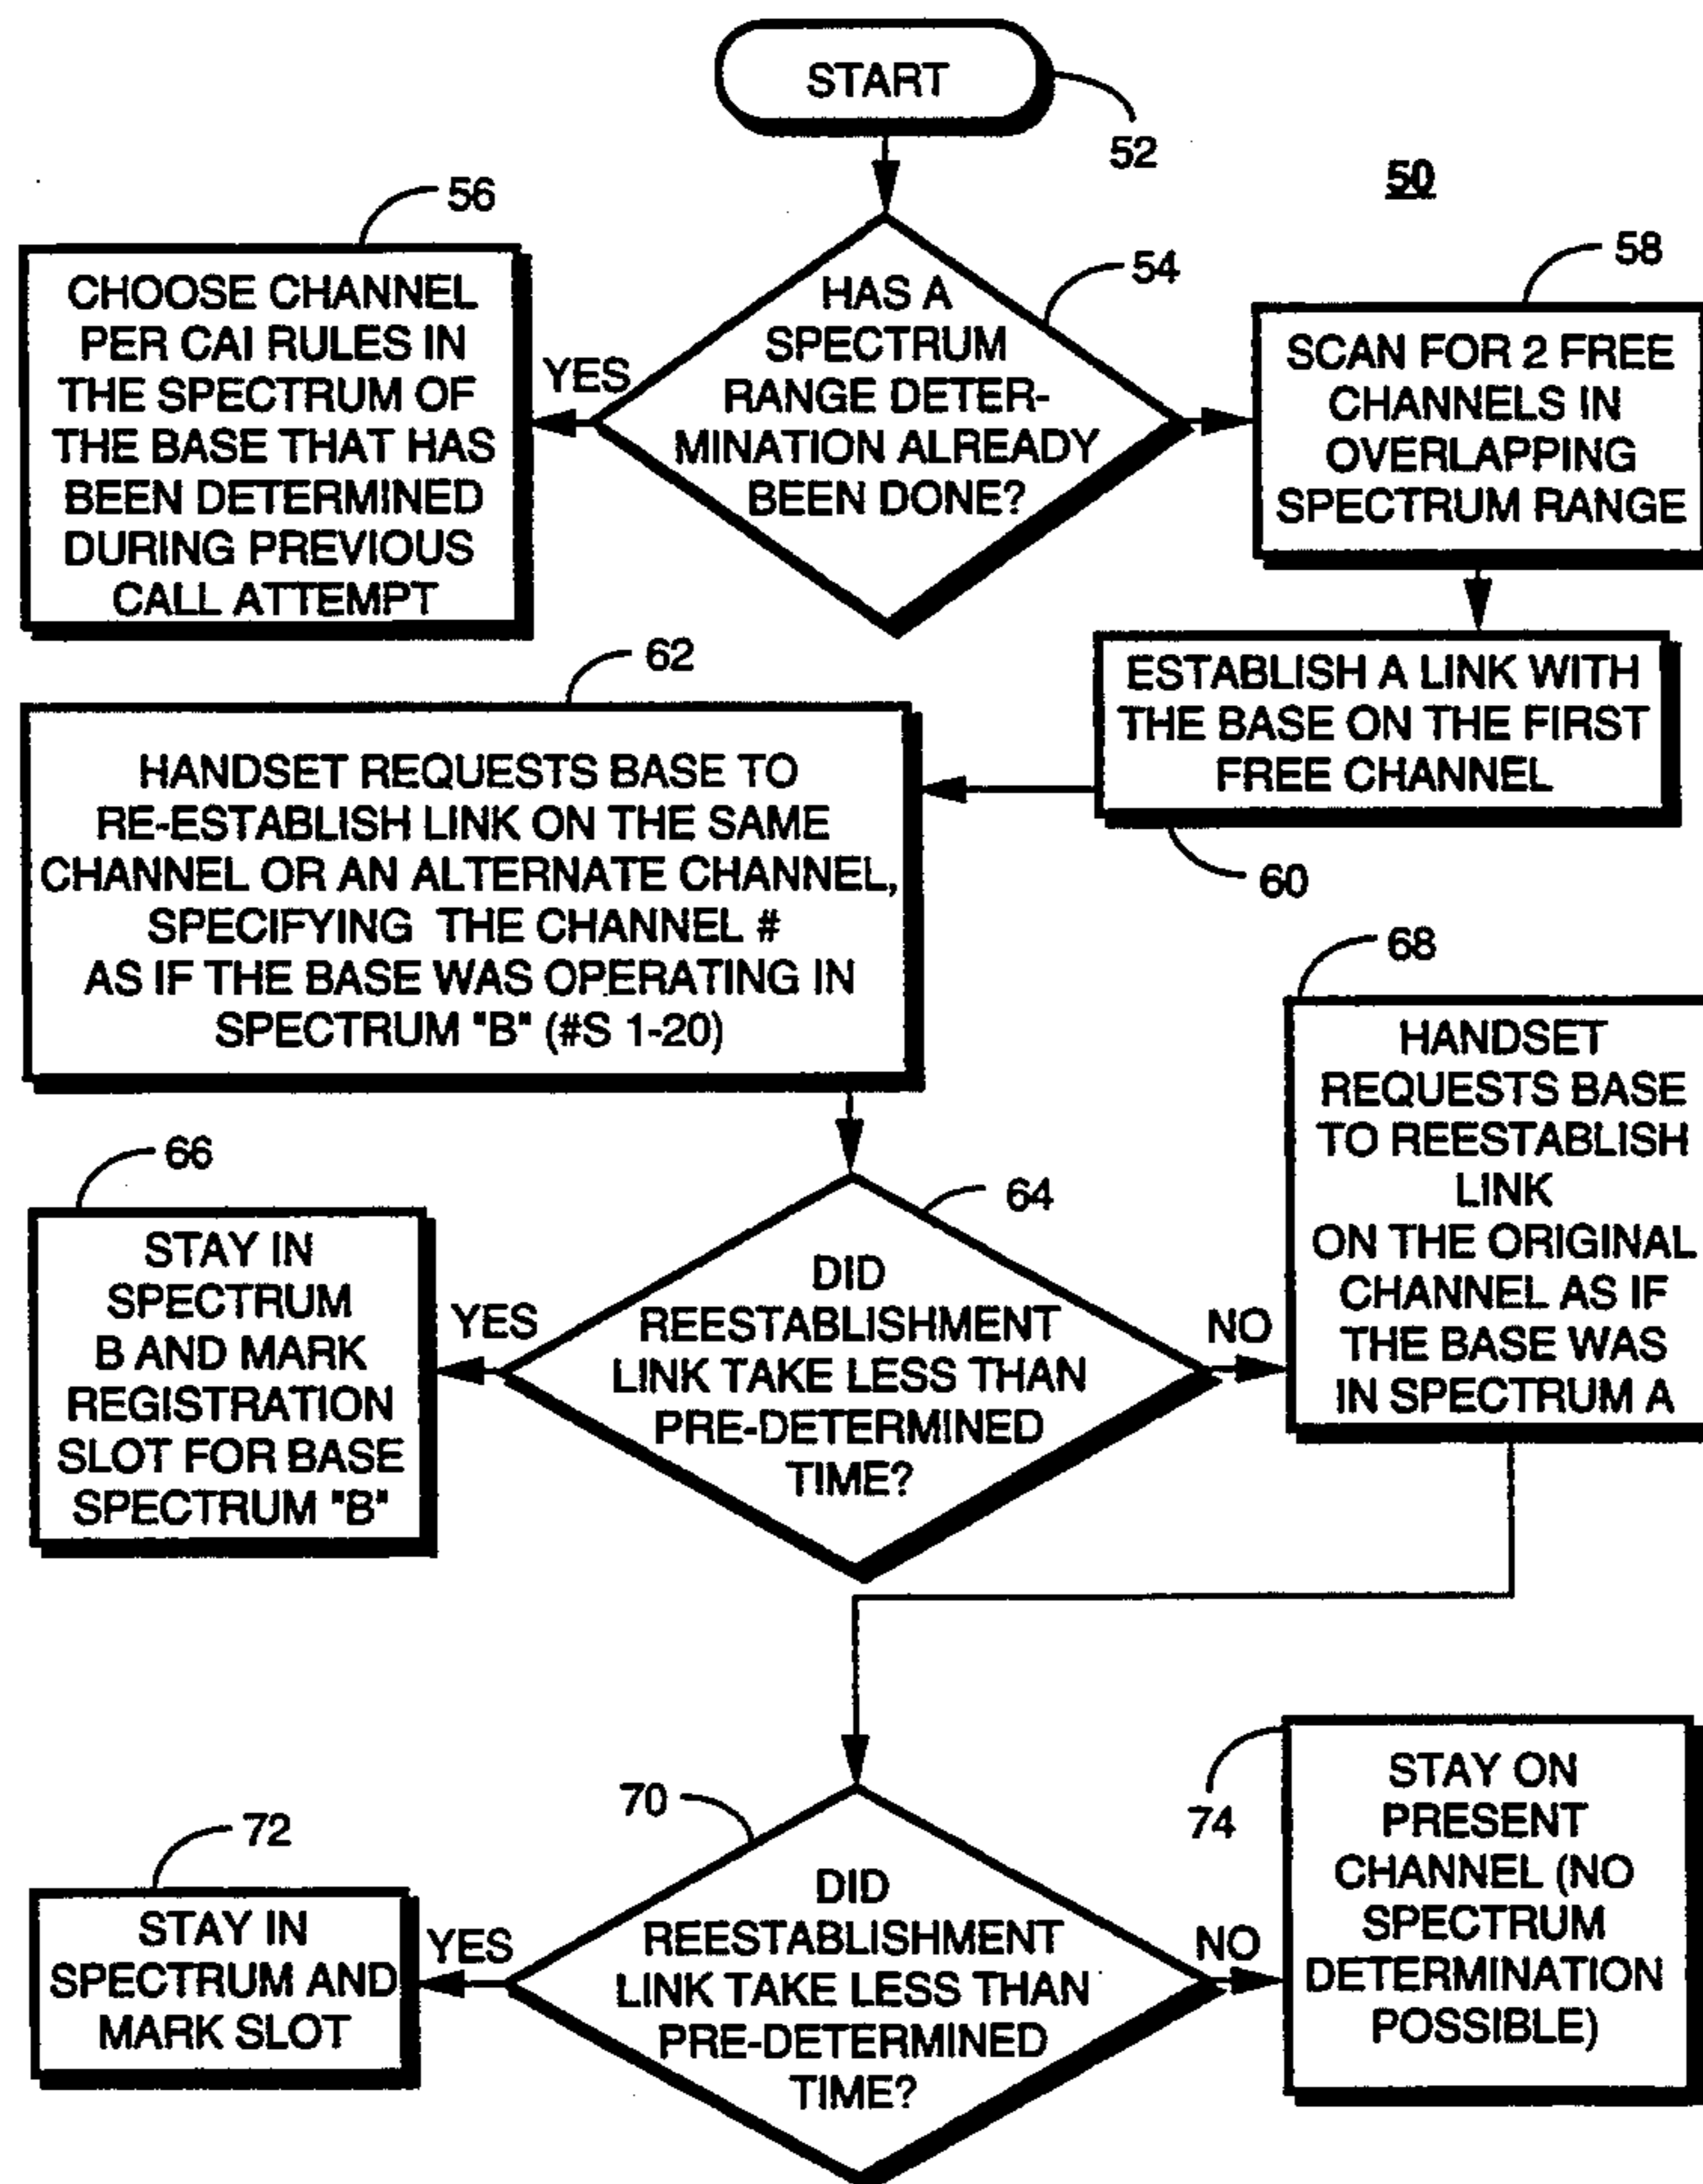 START
52
50
56
CHOOSE CHANNEL
PER CAI RULES IN
THE SPECTRUM OF
THE BASE THAT HAS
BEEN DETERMINED
DURING PREVIOUS
CALL ATTEMPT
YES
54
HAS A
SPECTRUM
RANGE DETER-
MINATION ALREADY
BEEN DONE?
58
SCAN FOR 2 FREE
CHANNELS IN
OVERLAPPING
SPECTRUM RANGE
ESTABLISH A LINK WITH
THE BASE ON THE FIRST
FREE CHANNEL
60
62
HANDSET REQUESTS BASE TO
RE-ESTABLISH LINK ON THE SAME
CHANNEL OR AN ALTERNATE CHANNEL,
SPECIFYING THE CHANNEL #
AS IF THE BASE WAS OPERATING IN
SPECTRUM "B" (#S 1-20)
64
DID
REESTABLISHMENT
LINK TAKE LESS THAN
PRE-DETERMINED
TIME?
YES
NO
66
STAY IN
SPECTRUM
B AND MARK
REGISTRATION
SLOT FOR BASE
SPECTRUM "B"
68
HANDSET
REQUESTS BASE
TO REESTABLISH
LINK
ON THE ORIGINAL
CHANNEL AS IF
THE BASE WAS
IN SPECTRUM A
70
DID
REESTABLISHMENT
LINK TAKE LESS THAN
PRE-DETERMINED
TIME?
YES
NO
72
STAY IN
SPECTRUM AND
MARK SLOT
74
STAY ON
PRESENT
CHANNEL (NO
SPECTRUM
DETERMINATION
POSSIBLE)